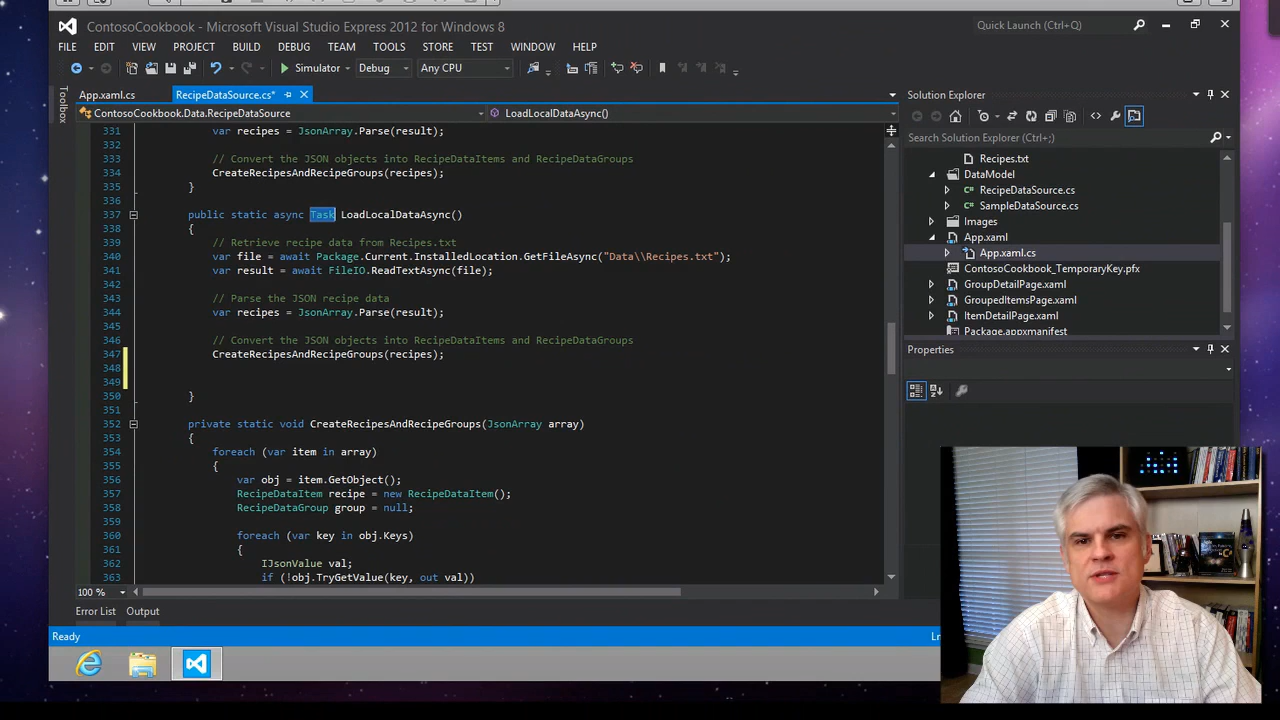 ContosoCookbook - Microsoft Visual Studio Express 2012 for Windows 8
Quick Launch (Ctrl+Q)
FILE EDIT VIEW PROJECT BUILD DEBUG TEAM TOOLS STORE TEST WINDOW HELP
Simulator Debug Any CPU
Toolbox
App.xaml.cs RecipeDataSource.cs*
ContosoCookbook.Data.RecipeDataSource LoadLocalDataAsync()
331 var recipes = JsonArray.Parse(result);
332
333 // Convert the JSON objects into RecipeDataItems and RecipeDataGroups
334 CreateRecipesAndRecipeGroups(recipes);
335 }
336
337 public static async Task LoadLocalDataAsync()
338 {
339 // Retrieve recipe data from Recipes.txt
340 var file = await Package.Current.InstalledLocation.GetFileAsync("Data\\Recipes.txt");
341 var result = await FileIO.ReadTextAsync(file);
342
343 // Parse the JSON recipe data
344 var recipes = JsonArray.Parse(result);
345
346 // Convert the JSON objects into RecipeDataItems and RecipeDataGroups
347 CreateRecipesAndRecipeGroups(recipes);
348
349
350 }
351
352 private static void CreateRecipesAndRecipeGroups(JsonArray array)
353 {
354 foreach (var item in array)
355 {
356 var obj = item.GetObject();
357 RecipeDataItem recipe = new RecipeDataItem();
358 RecipeDataGroup group = null;
359
360 foreach (var key in obj.Keys)
361 {
362 IJsonValue val;
363 if (!obj.TryGetValue(key, out val))
100 %
Error List Output
Ready
Ln
Solution Explorer
Search Solution Explorer (Ctrl+;)
Recipes.txt
DataModel
RecipeDataSource.cs
SampleDataSource.cs
Images
App.xaml
App.xaml.cs
ContosoCookbook_TemporaryKey.pfx
GroupDetailPage.xaml
GroupedItemsPage.xaml
ItemDetailPage.xaml
Package.appxmanifest
Properties